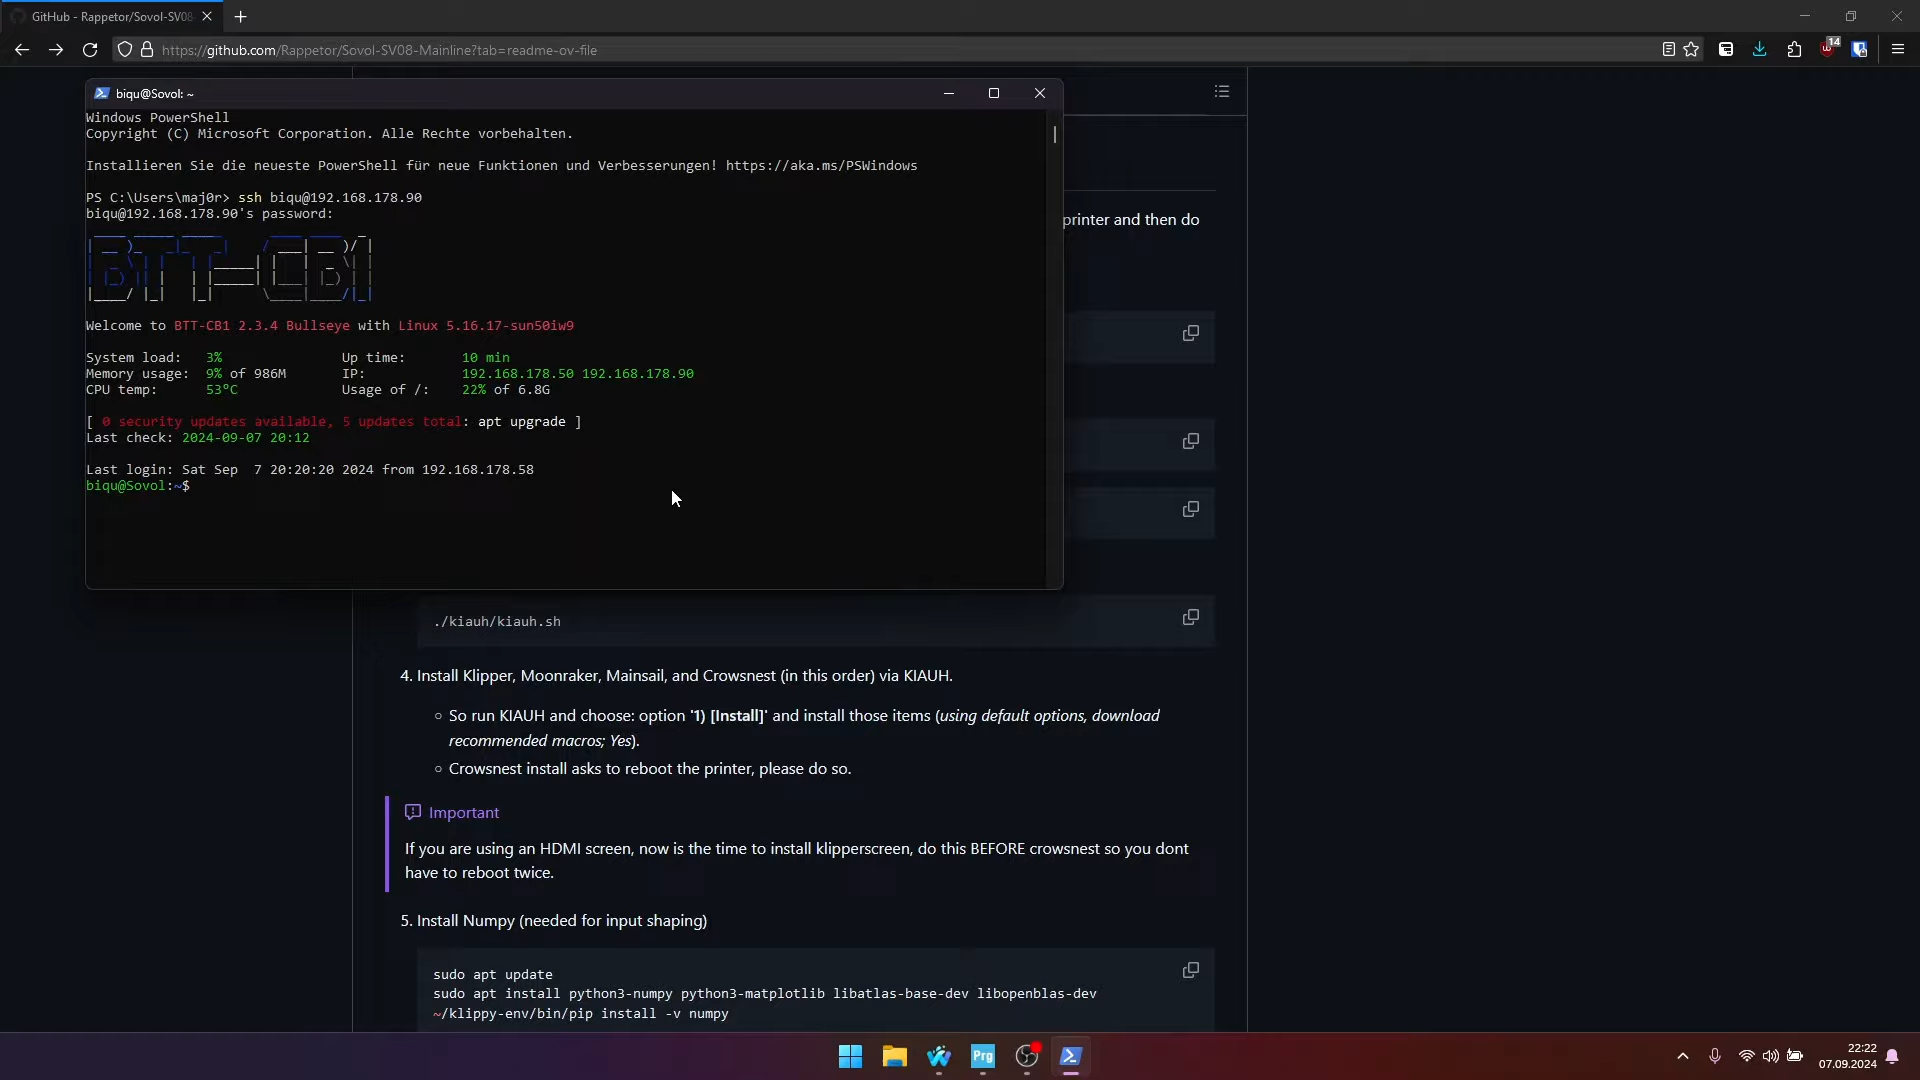 GitHub - Rappetor/Sovol-SV08
https://github.com/Rappetor/Sovol-SV08-Mainline?tab=readme-ov-file
14
biqu@Sovol: ~
Windows PowerShell
Copyright (C) Microsoft Corporation. Alle Rechte vorbehalten.
Installieren Sie die neueste PowerShell für neue Funktionen und Verbesserungen! https://aka.ms/PSWindows
PS C:\Users\maj0r> ssh biqu@192.168.178.90
biqu@192.168.178.90's password:
BTT-CB1
Welcome to BTT-CB1 2.3.4 Bullseye with Linux 5.16.17-sun50iw9
System load: 3% Up time: 10 min
Memory usage: 9% of 986M IP: 192.168.178.50 192.168.178.90
CPU temp: 53°C Usage of /: 22% of 6.8G
[ 0 security updates available, 5 updates total: apt upgrade ]
Last check: 2024-09-07 20:12
Last login: Sat Sep 7 20:20:20 2024 from 192.168.178.58
biqu@Sovol:~$
printer and then do
./kiauh/kiauh.sh
4. Install Klipper, Moonraker, Mainsail, and Crowsnest (in this order) via KIAUH.
So run KIAUH and choose: option '1) [Install]' and install those items (using default options, download
recommended macros; Yes).
Crowsnest install asks to reboot the printer, please do so.
Important
If you are using an HDMI screen, now is the time to install klipperscreen, do this BEFORE crowsnest so you dont
have to reboot twice.
5. Install Numpy (needed for input shaping)
sudo apt update
sudo apt install python3-numpy python3-matplotlib libatlas-base-dev libopenblas-dev
~/klippy-env/bin/pip install -v numpy
Prg
22:22
07.09.2024